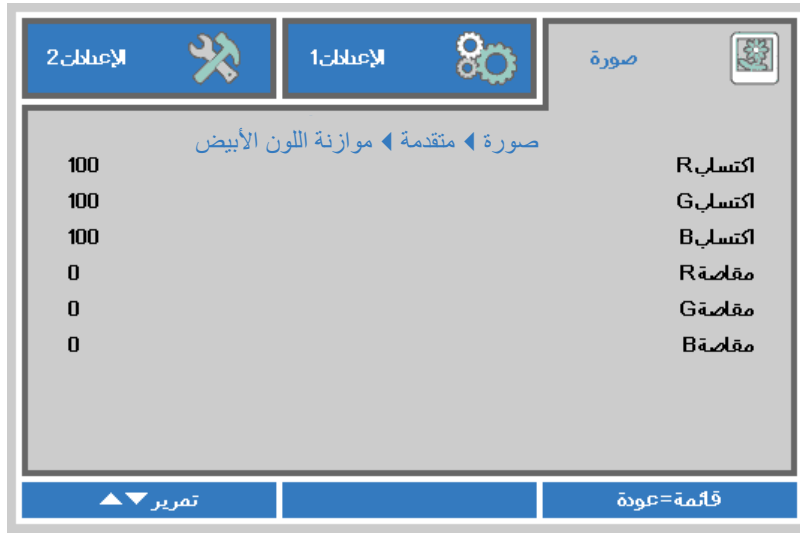 صورة
الإعدادات1
الإعدادات2
صورة ⏴ متقدمة ⏴ موازنة اللون الأبيض
اكتسابR 100
اكتسابG 100
اكتسابB 100
مقاصةR 0
مقاصةG 0
مقاصةB 0
قائمة=عودة
تمرير ▼▲